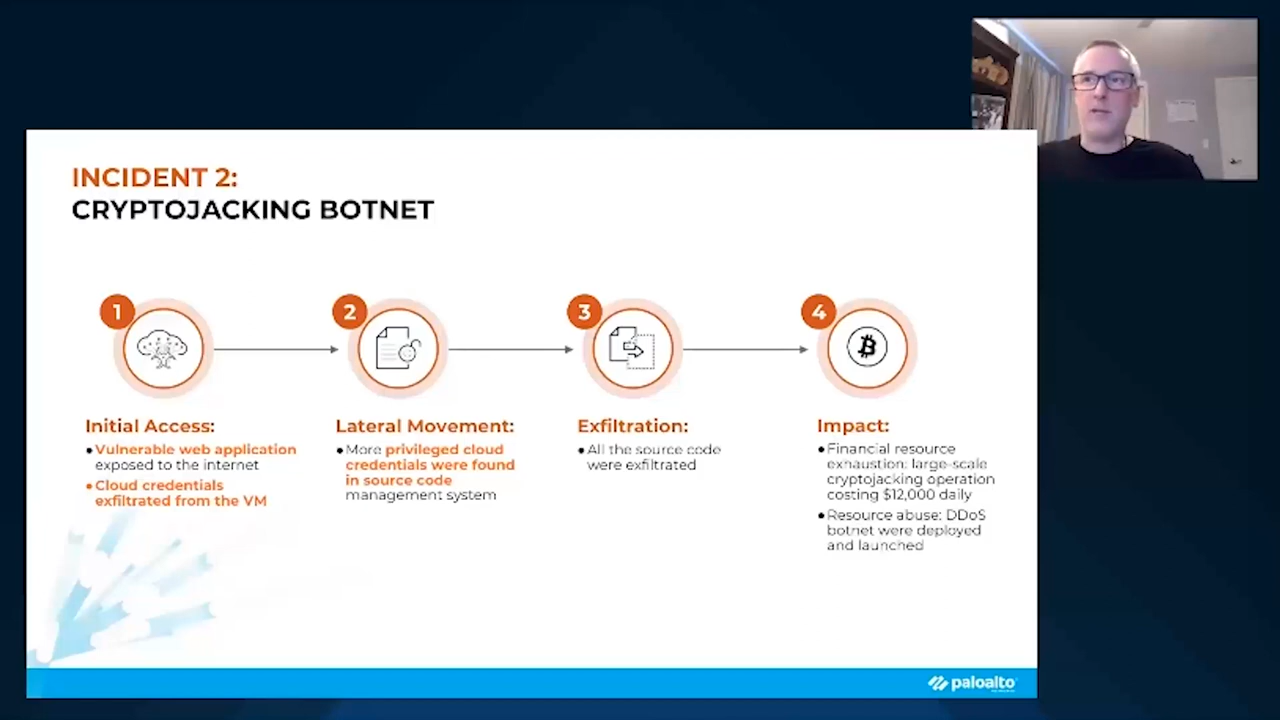 INCIDENT 2:
CRYPTOJACKING BOTNET
1
2
3
4
Initial Access:
•Vulnerable web application
exposed to the internet
•Cloud credentials
exfiltrated from the VM
Lateral Movement:
•More privileged cloud
credentials were found
in source code
management system
Exfiltration:
•All the source code
were exfiltrated
Impact:
•Financial resource
exhaustion: large-scale
cryptojacking operation
costing $12,000 daily
•Resource abuse: DDoS
botnet were deployed
and launched
paloalto